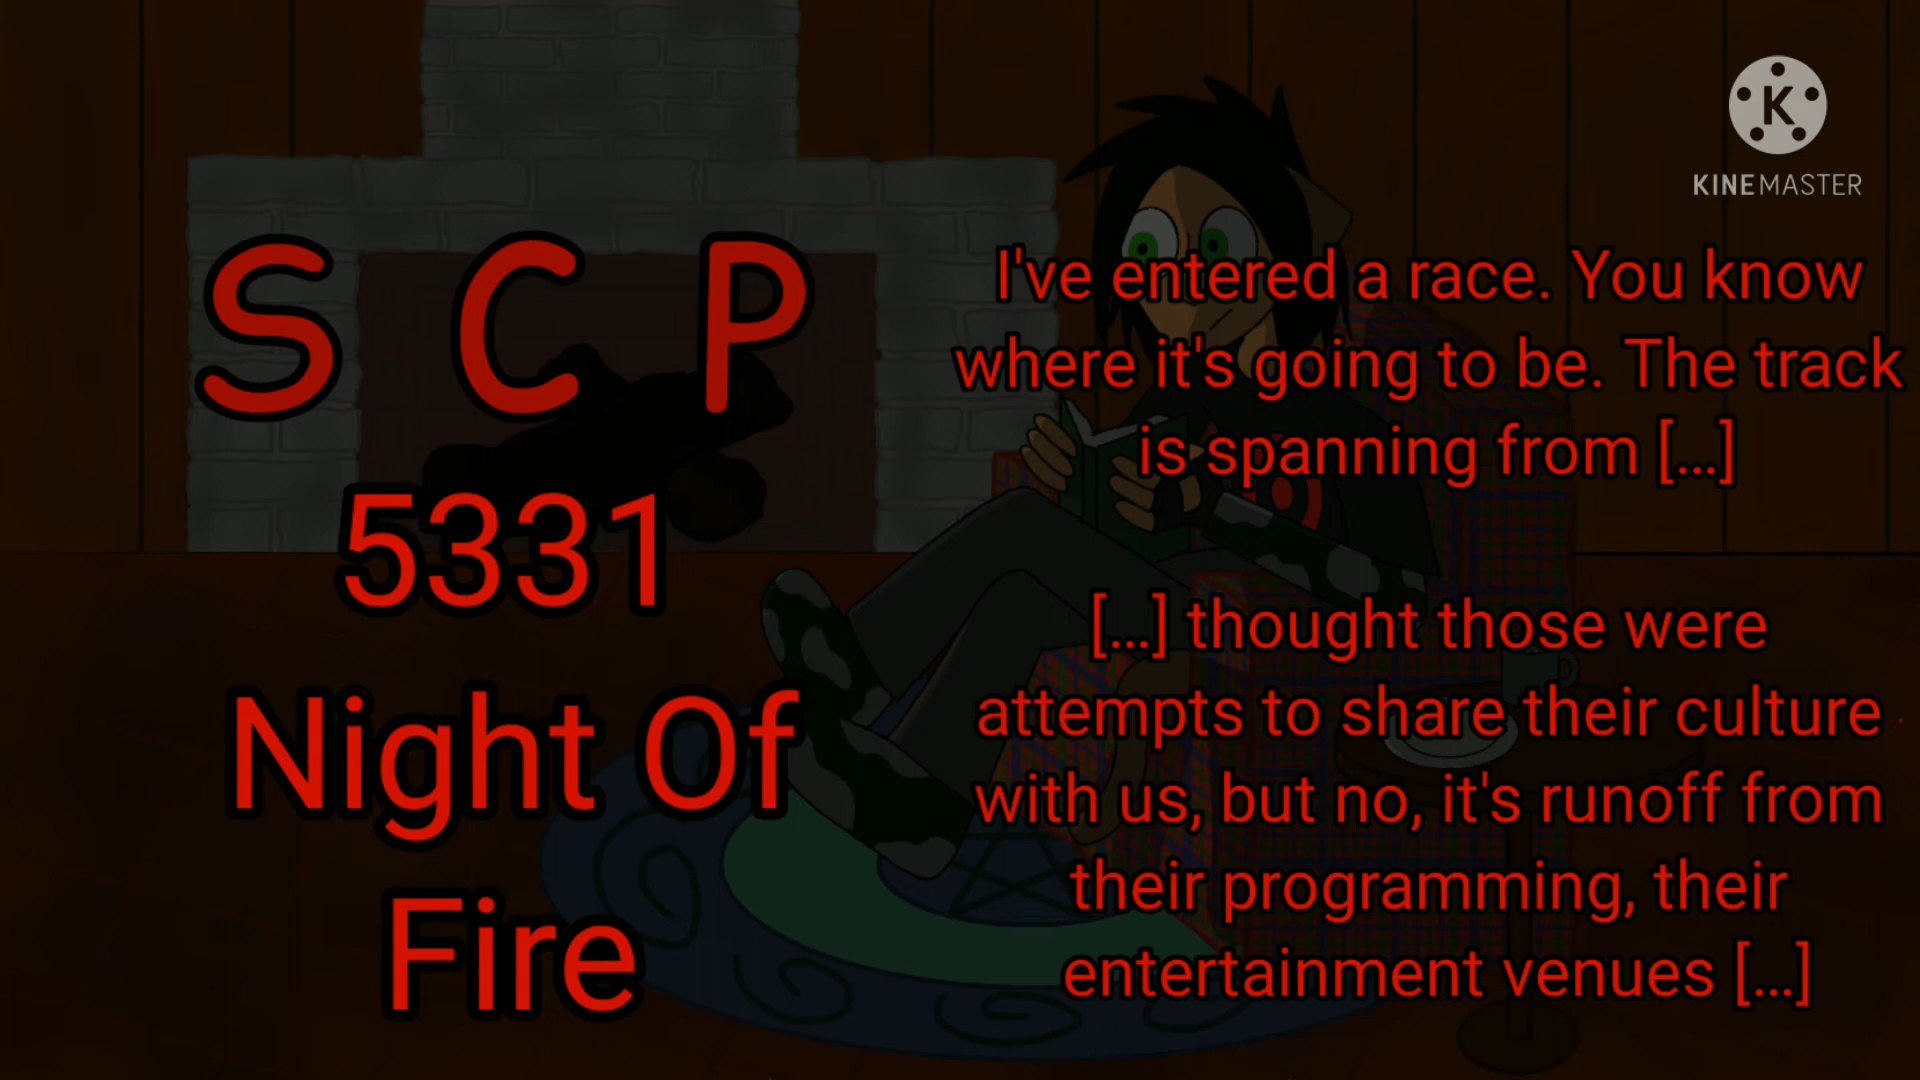 S C P
5331
Night Of
Fire
I've entered a race. You know
where it's going to be. The track
is spanning from [...]
[...] thought those were
attempts to share their culture
with us, but no, it's runoff from
their programming, their
entertainment venues [...]
K
KINEMASTER